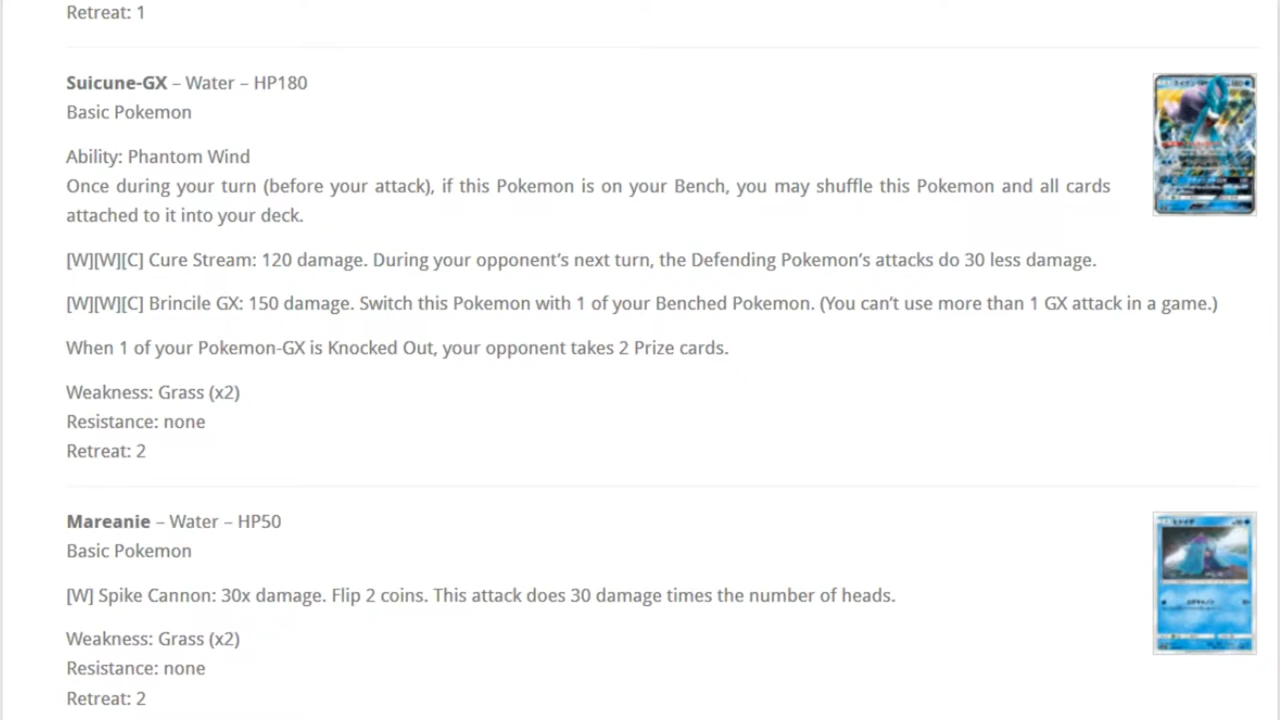 Retreat: 1
Suicune-GX – Water – HP180
Basic Pokemon
Ability: Phantom Wind
Once during your turn (before your attack), if this Pokemon is on your Bench, you may shuffle this Pokemon and all cards
attached to it into your deck.
[W][W][C] Cure Stream: 120 damage. During your opponent’s next turn, the Defending Pokemon’s attacks do 30 less damage.
[W][W][C] Brincile GX: 150 damage. Switch this Pokemon with 1 of your Benched Pokemon. (You can’t use more than 1 GX attack in a game.)
When 1 of your Pokemon-GX is Knocked Out, your opponent takes 2 Prize cards.
Weakness: Grass (x2)
Resistance: none
Retreat: 2
Mareanie – Water – HP50
Basic Pokemon
[W] Spike Cannon: 30x damage. Flip 2 coins. This attack does 30 damage times the number of heads.
Weakness: Grass (x2)
Resistance: none
Retreat: 2